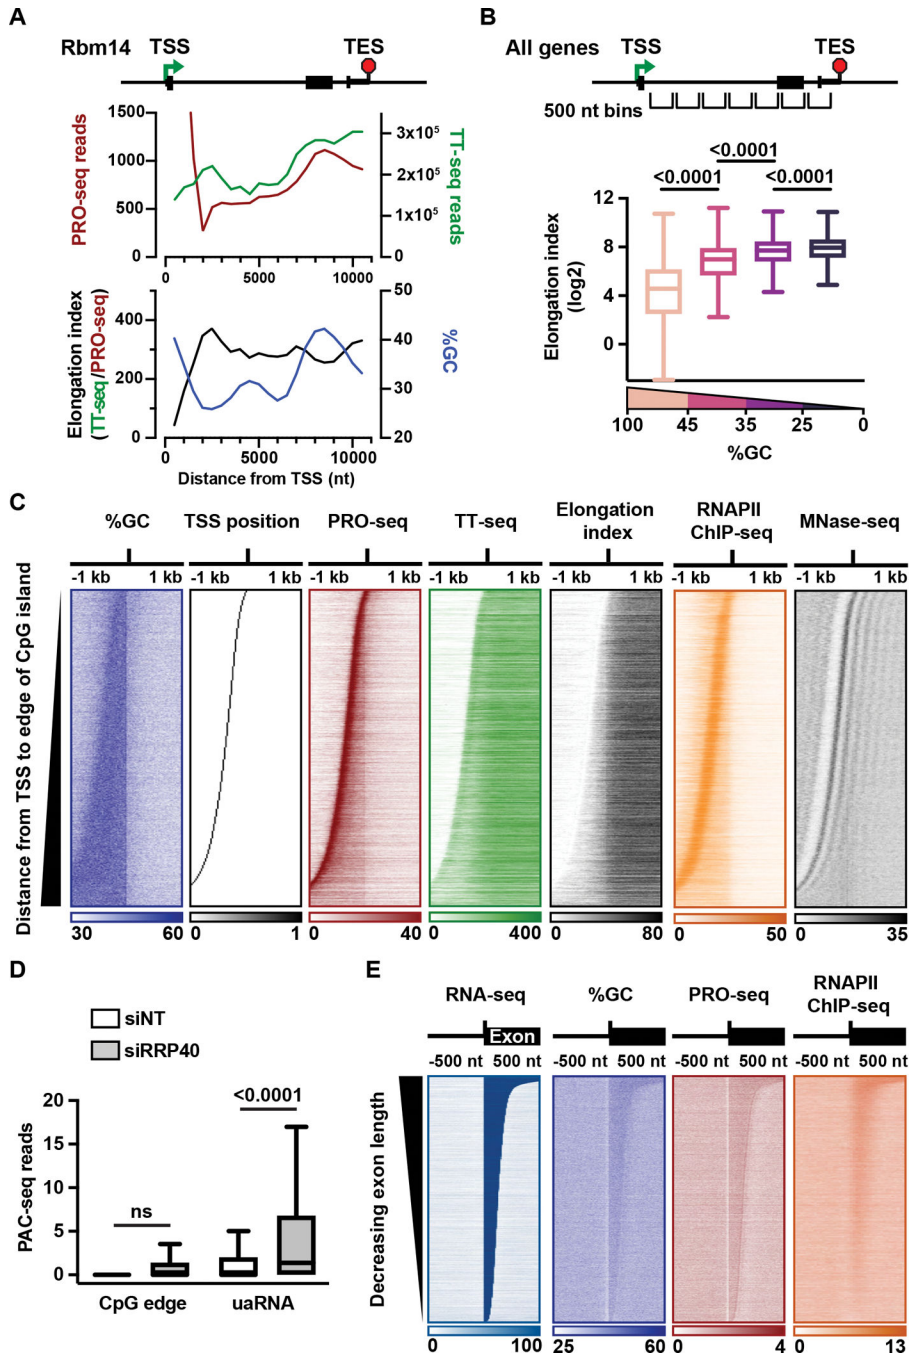 A
Rbm14
TSS
TES
1500
1000
500
0
PRO-seq reads
3x10⁵
2x10⁵
1x10⁵
0
TT-seq reads
0
5000
10000
400
200
0
Elongation index
(TT-seq/PRO-seq)
50
40
30
20
%GC
0
5000
10000
Distance from TSS (nt)
B
All genes
TSS
TES
500 nt bins
<0.0001
<0.0001
<0.0001
12
8
4
0
Elongation index
(log2)
100
45
35
25
0
%GC
C
%GC
TSS position
PRO-seq
TT-seq
Elongation
index
RNAPII
ChIP-seq
MNase-seq
-1 kb 1 kb
-1 kb 1 kb
-1 kb 1 kb
-1 kb 1 kb
-1 kb 1 kb
-1 kb 1 kb
-1 kb 1 kb
Distance from TSS to edge of CpG island
30 60
0 1
0 40
0 400
0 80
0 50
0 35
D
siNT
siRRP40
20
15
10
5
0
PAC-seq reads
ns
<0.0001
CpG edge
uaRNA
E
RNA-seq
%GC
PRO-seq
RNAPII
ChIP-seq
Exon
-500 nt 500 nt
-500 nt 500 nt
-500 nt 500 nt
-500 nt 500 nt
Decreasing exon length
0 100
25 60
0 4
0 13